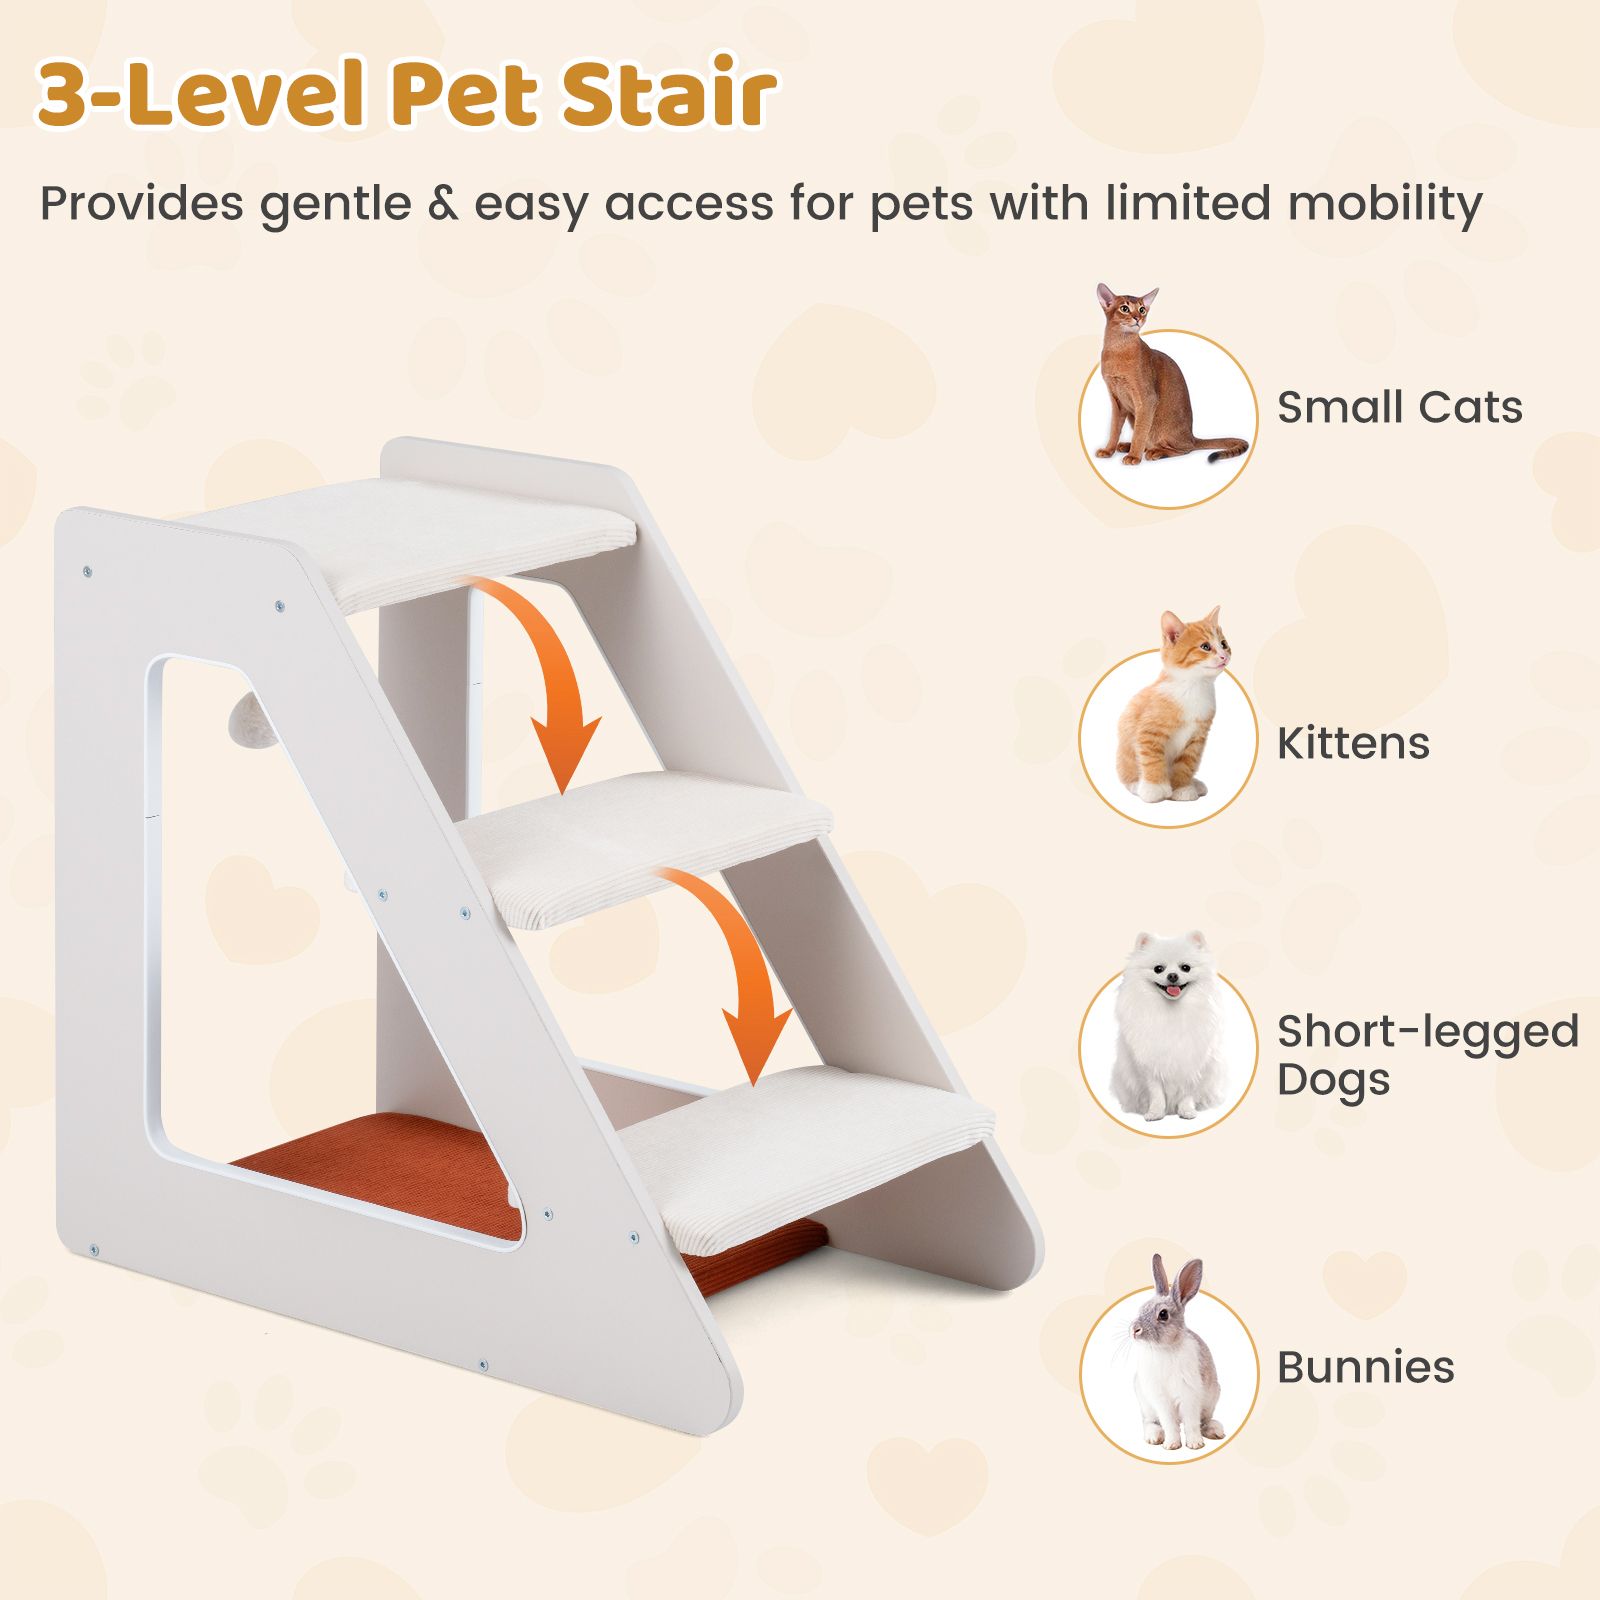 3-Level Pet Stair
Provides gentle & easy access for pets with limited mobility
Small Cats
Kittens
Short-legged
Dogs
Bunnies